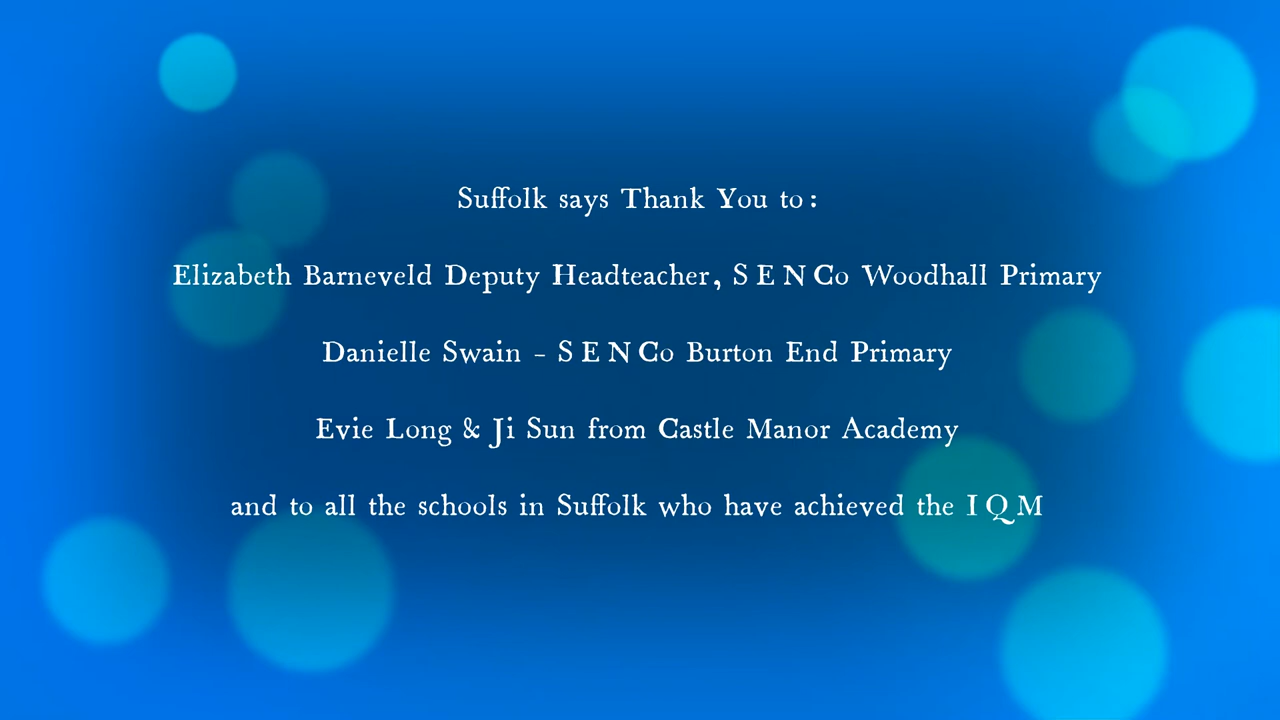 Suffolk says Thank You to:
Elizabeth Barneveld Deputy Headteacher, SENCo Woodhall Primary
Danielle Swain - SENCo Burton End Primary
Evie Long & Ji Sun from Castle Manor Academy
and to all the schools in Suffolk who have achieved the IQM